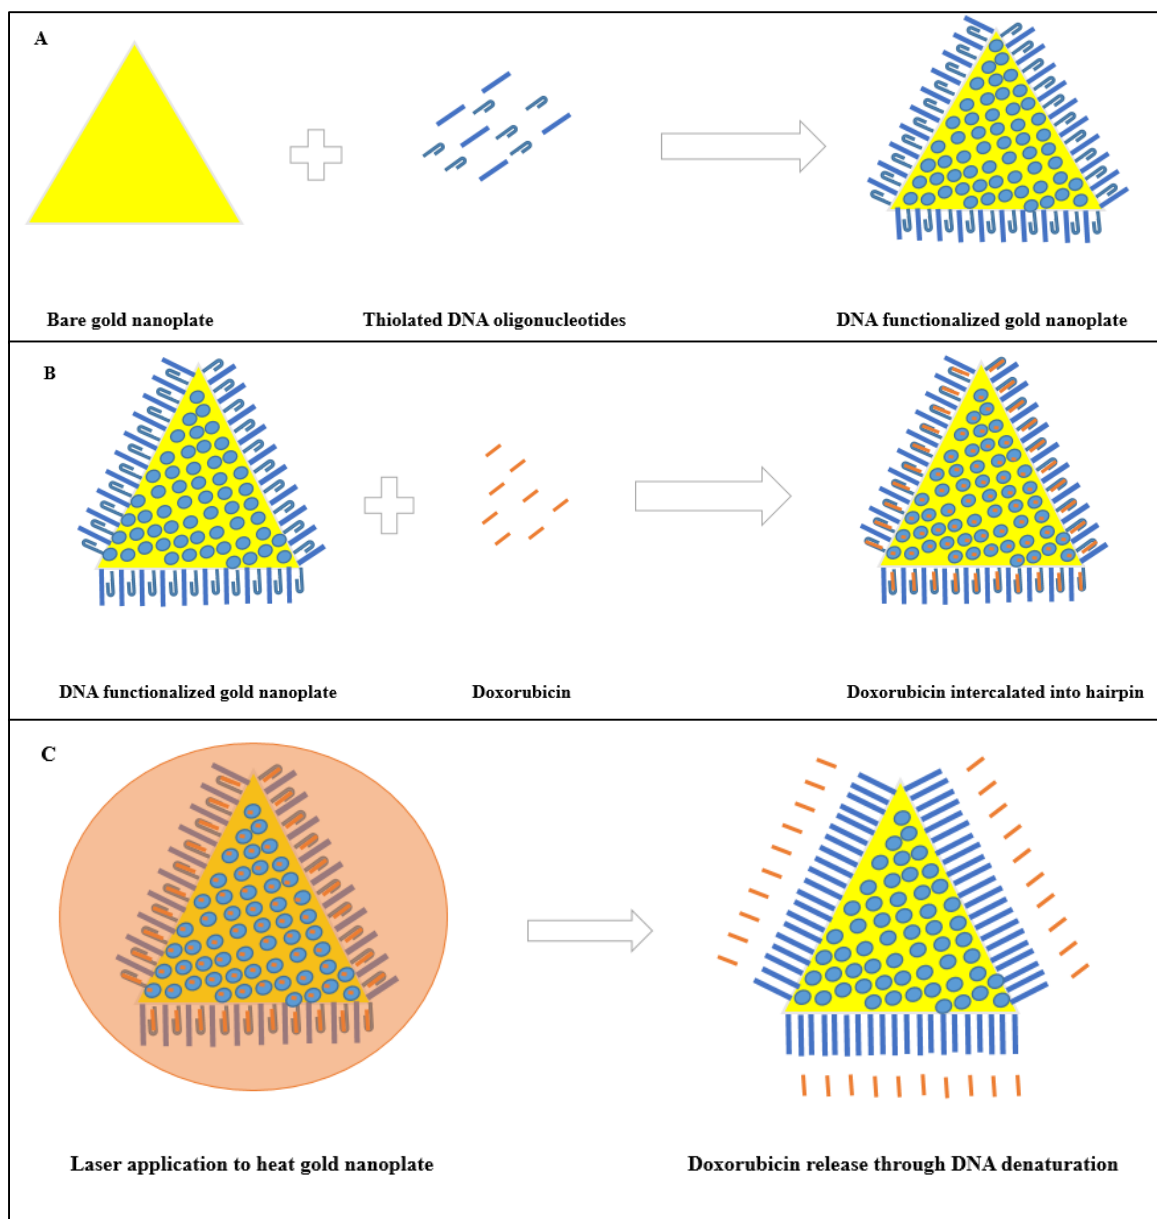 A
Bare gold nanoplate
Thiolated DNA oligonucleotides
DNA functionalized gold nanoplate
B
DNA functionalized gold nanoplate
Doxorubicin
Doxorubicin intercalated into hairpin
C
Laser application to heat gold nanoplate
Doxorubicin release through DNA denaturation